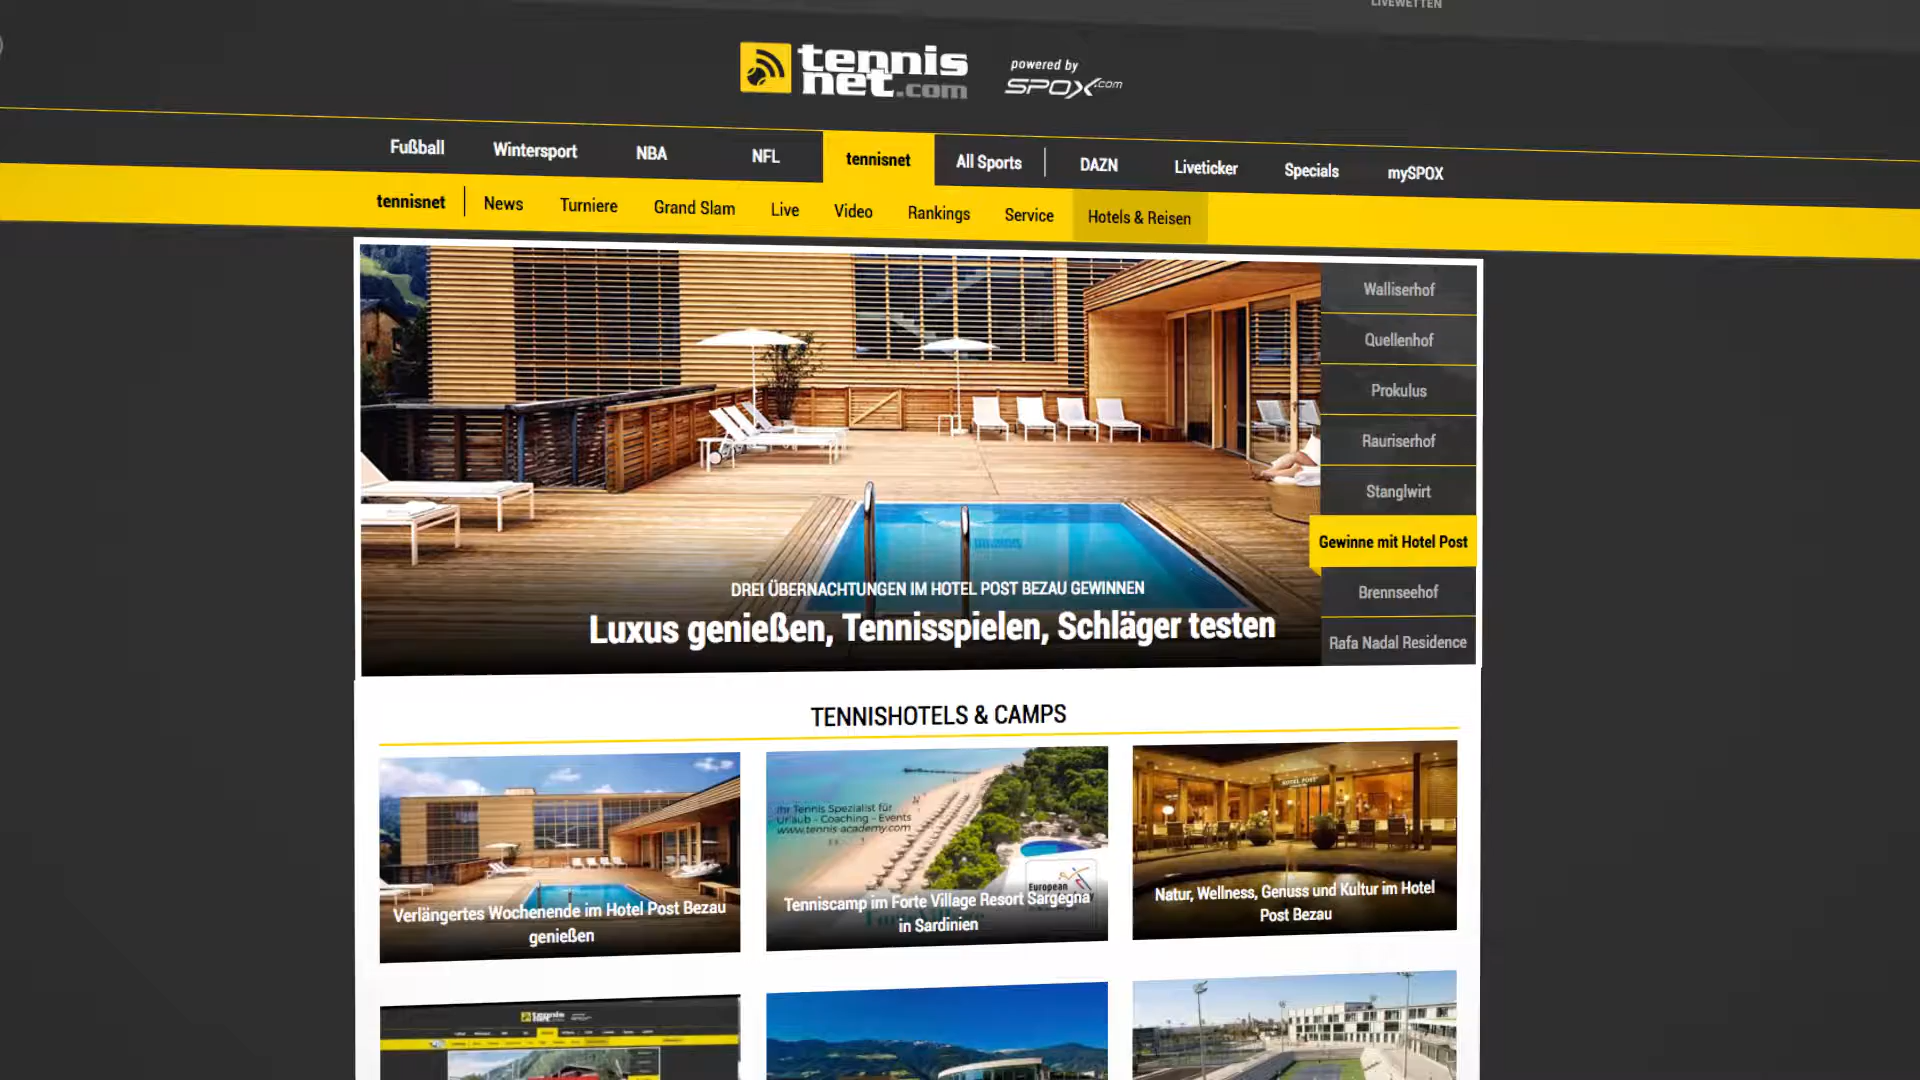 LIVEWETTEN
tennis
net.com
powered by
SPOX.com
Fußball Wintersport NBA NFL tennisnet All Sports DAZN Liveticker Specials mySPOX
tennisnet News Turniere Grand Slam Live Video Rankings Service Hotels & Reisen
Walliserhof
Quellenhof
Prokulus
Rauriserhof
Stanglwirt
Gewinne mit Hotel Post
Brennseehof
Rafa Nadal Residence
DREI ÜBERNACHTUNGEN IM HOTEL POST BEZAU GEWINNEN
Luxus genießen, Tennisspielen, Schläger testen
TENNISHOTELS & CAMPS
Verlängertes Wochenende im Hotel Post Bezau
genießen
Ihr Tennis Spezialist für
Urlaub - Coaching - Events
www.tennis-academy.com
European
Tenniscamp im Forte Village Resort Sargegna
in Sardinien
HOTEL POST
Natur, Wellness, Genuss und Kultur im Hotel
Post Bezau